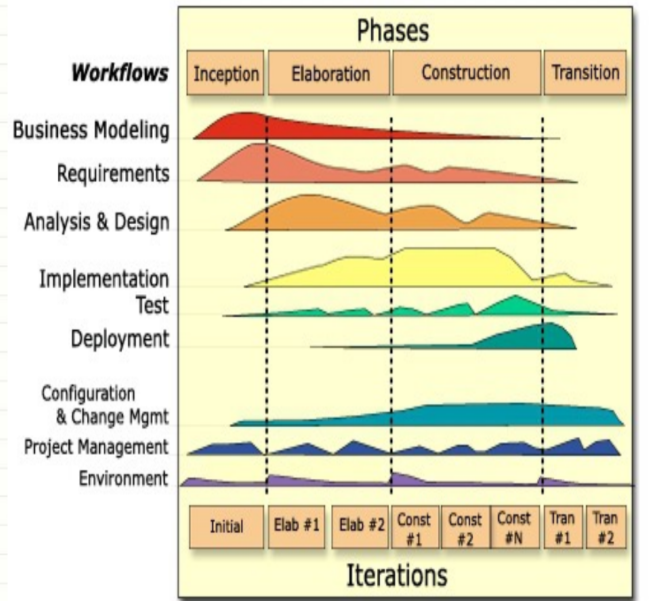 Phases
Workflows
Inception
Elaboration
Construction
Transition
Business Modeling
Requirements
Analysis & Design
Implementation
Test
Deployment
Configuration
& Change Mgmt
Project Management
Environment
Initial
Elab #1
Elab #2
Const
#1
Const
#2
Const
#N
Tran
#1
Tran
#2
Iterations